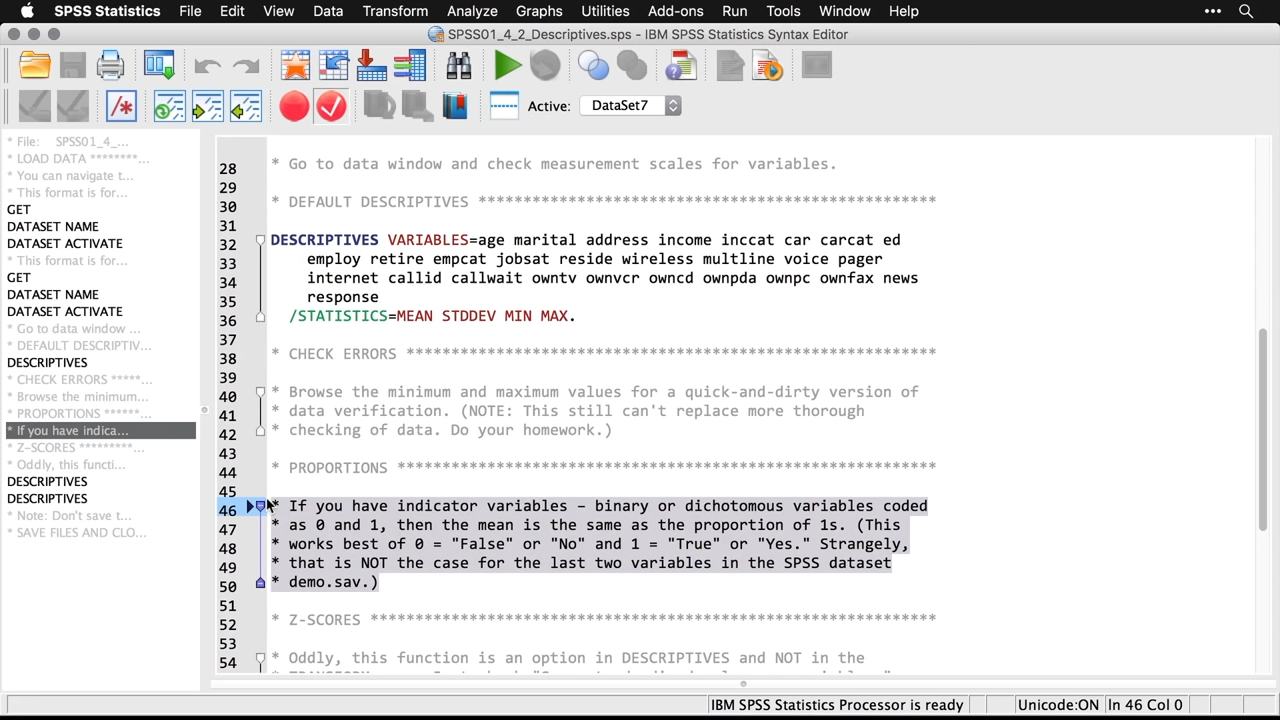 SPSS Statistics File Edit View Data Transform Analyze Graphs Utilities Add-ons Run Tools Window Help
SPSS01_4_2_Descriptives.sps - IBM SPSS Statistics Syntax Editor
Active: DataSet7
* File: SPSS01_4_...
* LOAD DATA ********...
* You can navigate t...
* This format is for...
GET
DATASET NAME
DATASET ACTIVATE
* This format is for...
GET
DATASET NAME
DATASET ACTIVATE
* Go to data window ...
* DEFAULT DESCRIPTIV...
DESCRIPTIVES
* CHECK ERRORS *****...
* Browse the minimum...
* PROPORTIONS ******...
* If you have indica...
* Z-SCORES *********...
* Oddly, this functi...
DESCRIPTIVES
DESCRIPTIVES
* Note: Don't save t...
* SAVE FILES AND CLO...
28 * Go to data window and check measurement scales for variables.
29
30 * DEFAULT DESCRIPTIVES ***************************************************
31
32 DESCRIPTIVES VARIABLES=age marital address income inccat car carcat ed
33 employ retire empcat jobsat reside wireless multline voice pager
34 internet callid callwait owntv ownvcr owncd ownpda ownpc ownfax news
35 response
36 /STATISTICS=MEAN STDDEV MIN MAX.
37
38 * CHECK ERRORS ***********************************************************
39
40 * Browse the minimum and maximum values for a quick-and-dirty version of
41 * data verification. (NOTE: This still can't replace more thorough
42 * checking of data. Do your homework.)
43
44 * PROPORTIONS ************************************************************
45
46 * If you have indicator variables – binary or dichotomous variables coded
47 * as 0 and 1, then the mean is the same as the proportion of 1s. (This
48 * works best of 0 = "False" or "No" and 1 = "True" or "Yes." Strangely,
49 * that is NOT the case for the last two variables in the SPSS dataset
50 * demo.sav.)
51
52 * Z-SCORES ***************************************************************
53
54 * Oddly, this function is an option in DESCRIPTIVES and NOT in the
IBM SPSS Statistics Processor is ready Unicode:ON In 46 Col 0